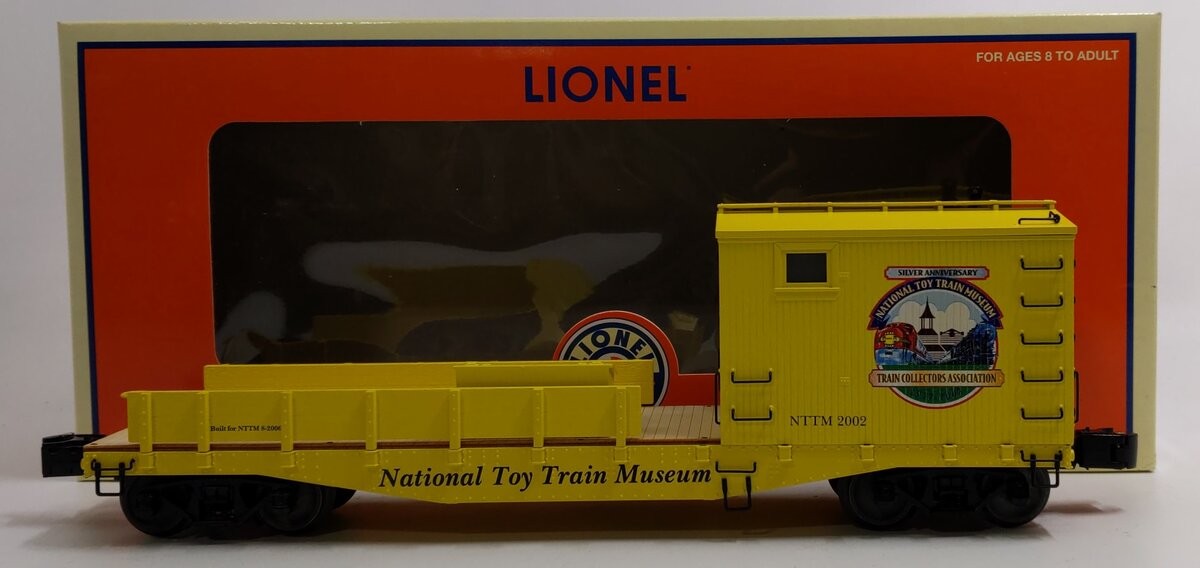 FOR AGES 8 TO ADULT
LIONEL
SILVER ANNIVERSARY
NATIONAL TOY TRAIN MUSEUM
LIONEL
TRAIN COLLECTORS ASSOCIATION
NTTM 2002
Built for NTTM 8-2006
National Toy Train Museum